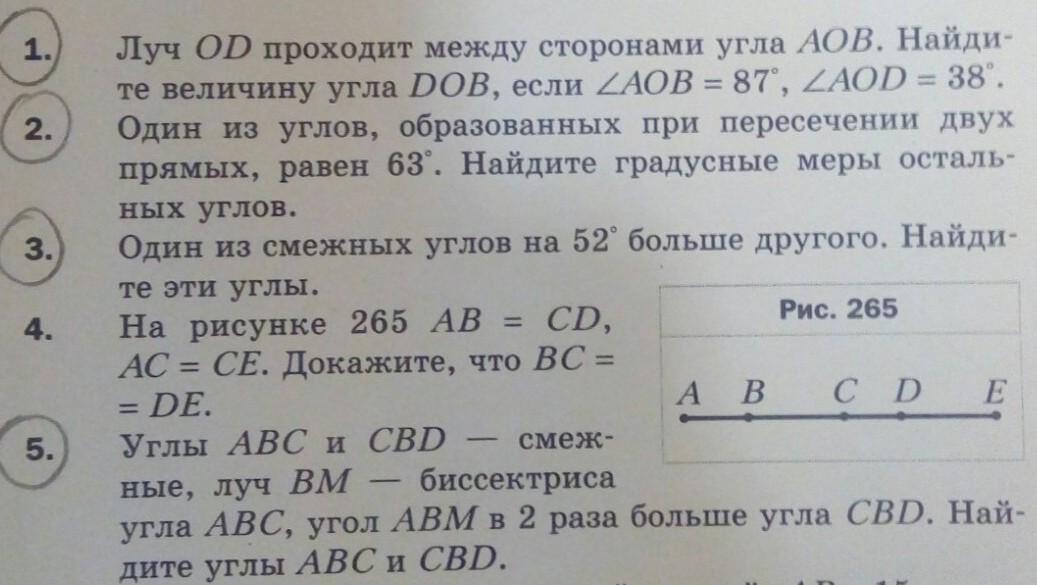 1. Луч OD проходит между сторонами угла AOB. Найди-
те величину угла DOB, если ∠AOB = 87°, ∠AOD = 38°.
2. Один из углов, образованных при пересечении двух
прямых, равен 63°. Найдите градусные меры осталь-
ных углов.
3. Один из смежных углов на 52° больше другого. Найди-
те эти углы.
4. На рисунке 265 AB = CD,
AC = CE. Докажите, что BC =
= DE.
Рис. 265
A B C D E
5. Углы ABC и CBD — смеж-
ные, луч BM — биссектриса
угла ABC, угол ABM в 2 раза больше угла CBD. Най-
дите углы ABC и CBD.